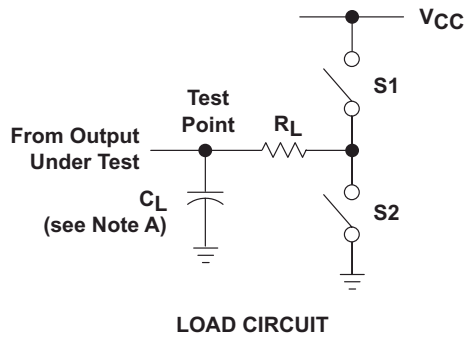 VCC
S1
Test
Point
RL
From Output
Under Test
CL
(see Note A)
S2
LOAD CIRCUIT